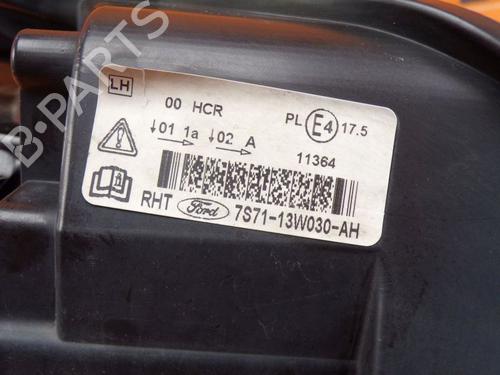 B-PARTS
LH
00 HCR
PL E4 17.5
↓01 1a ↓02 A
11364
RHT Ford 7S71-13W030-AH